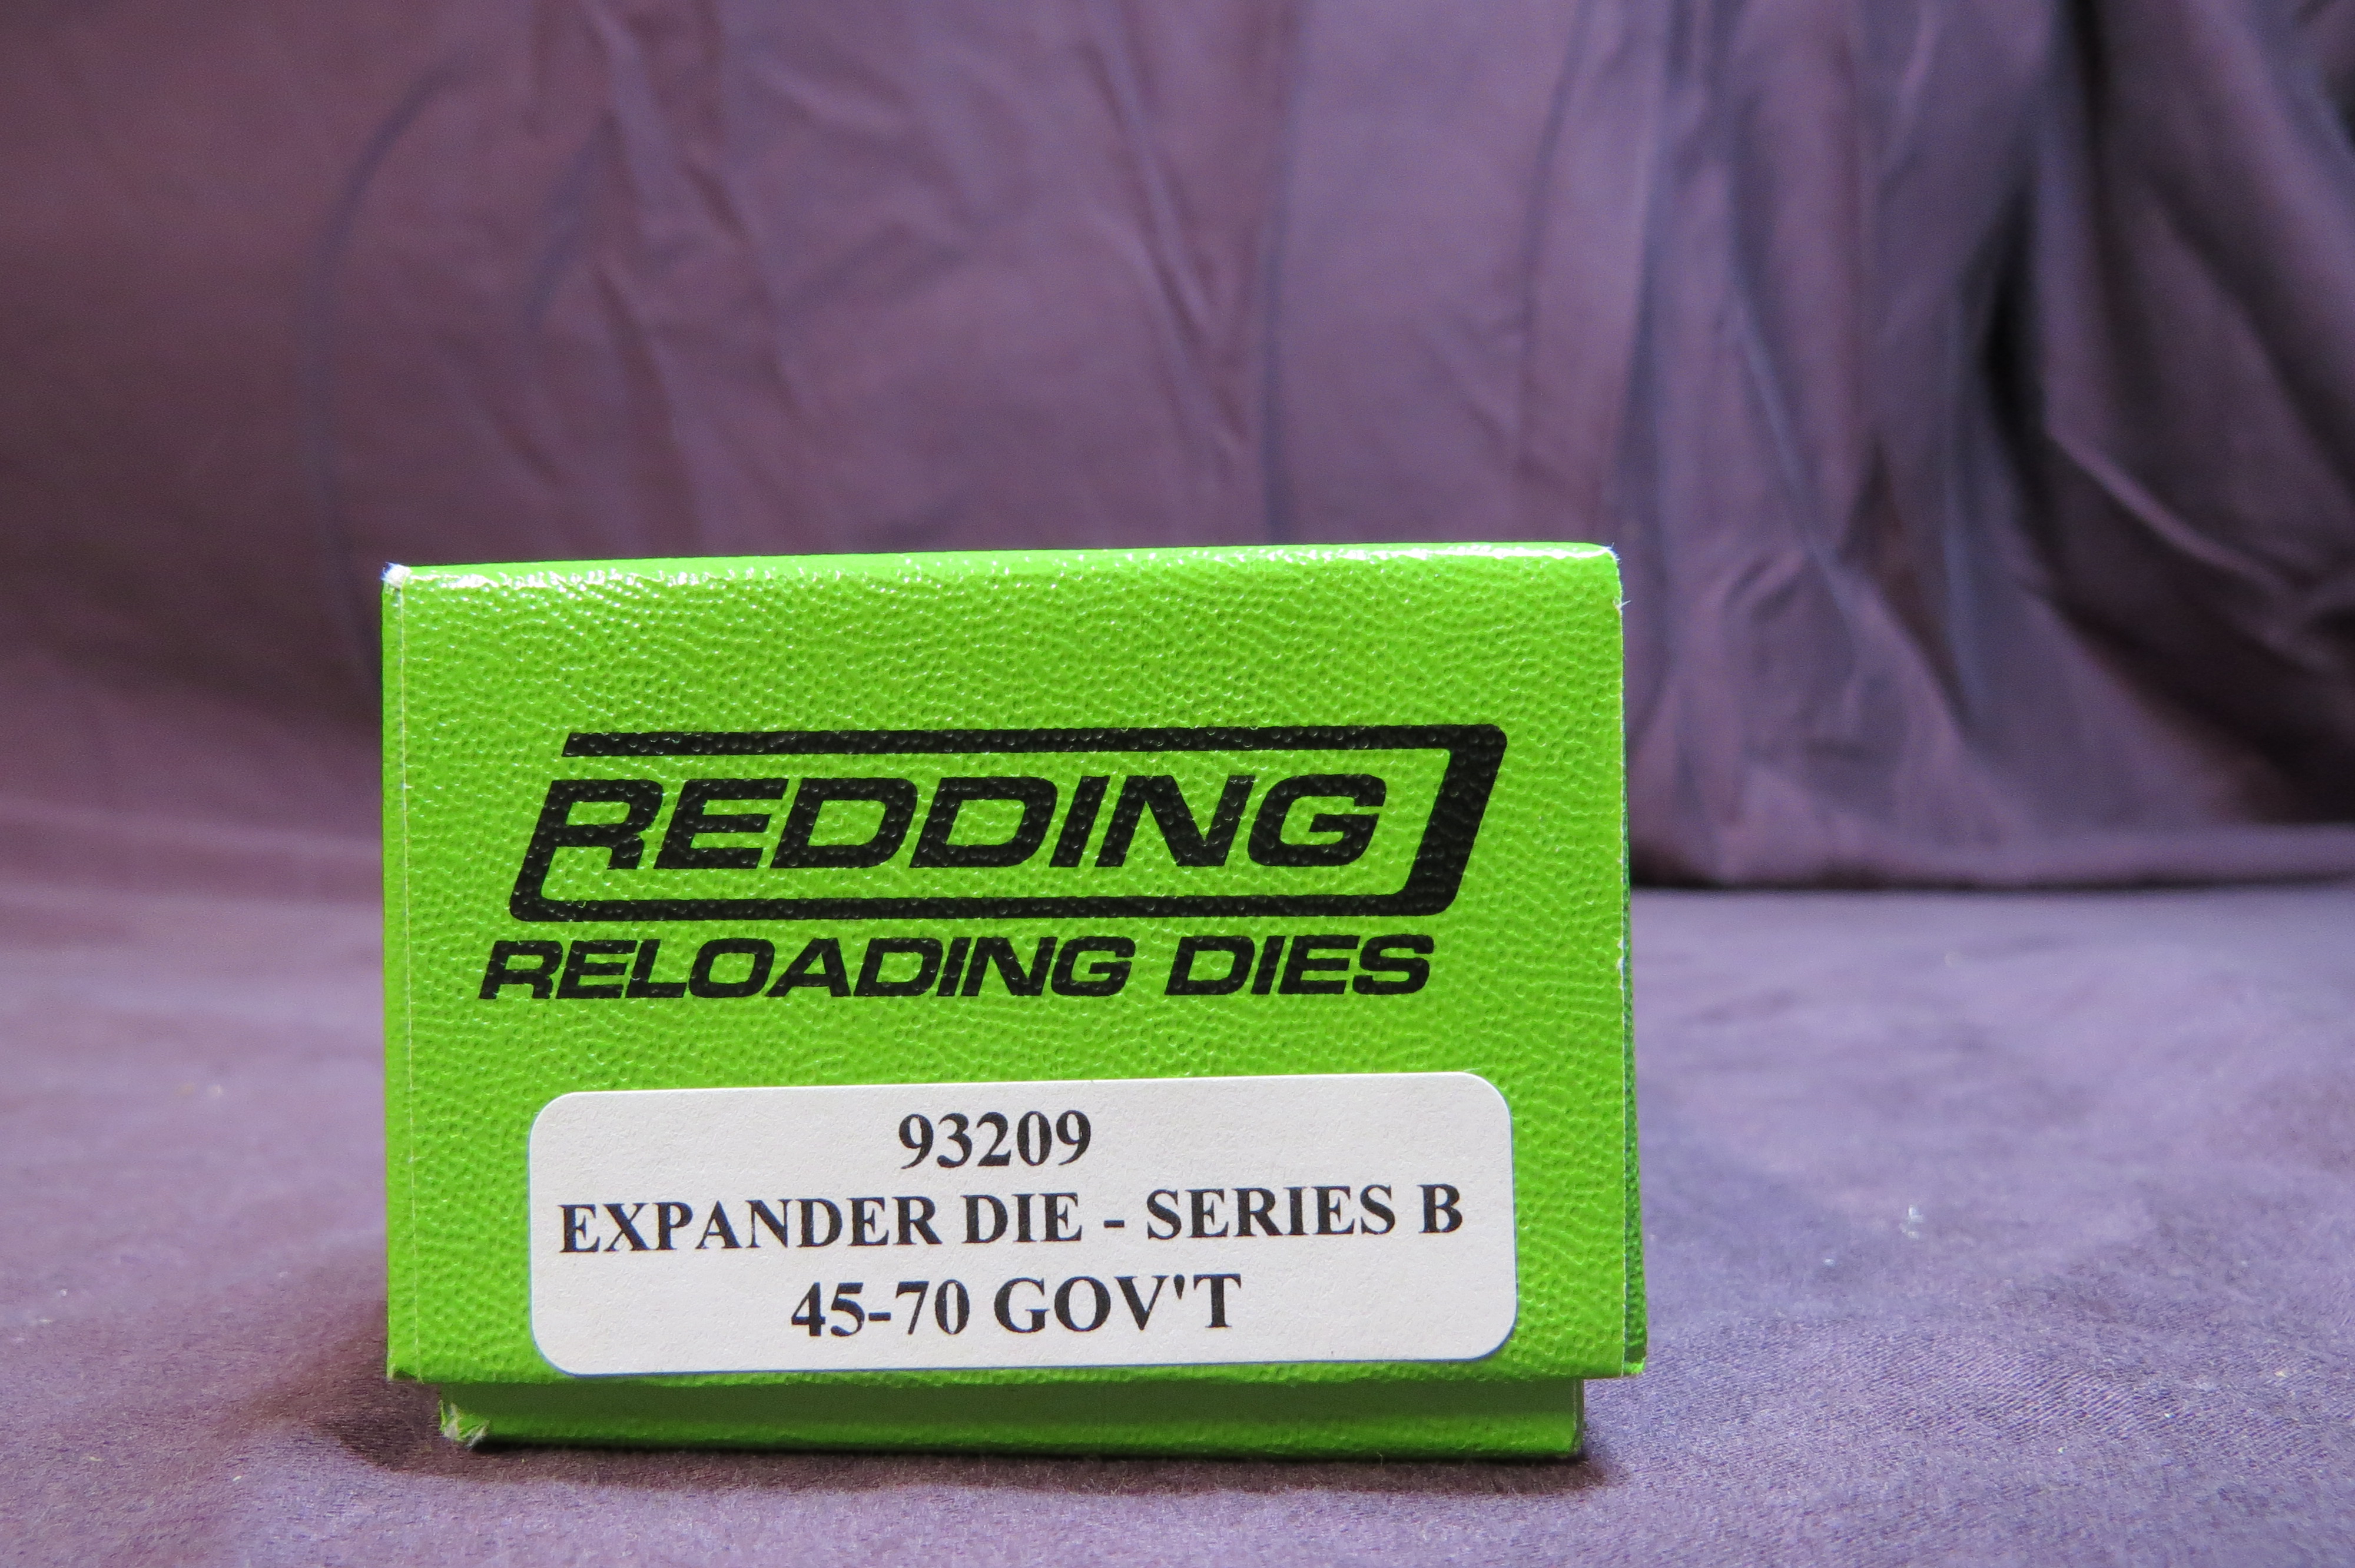 REDDING
RELOADING DIES
93209
EXPANDER DIE - SERIES B
45-70 GOV'T